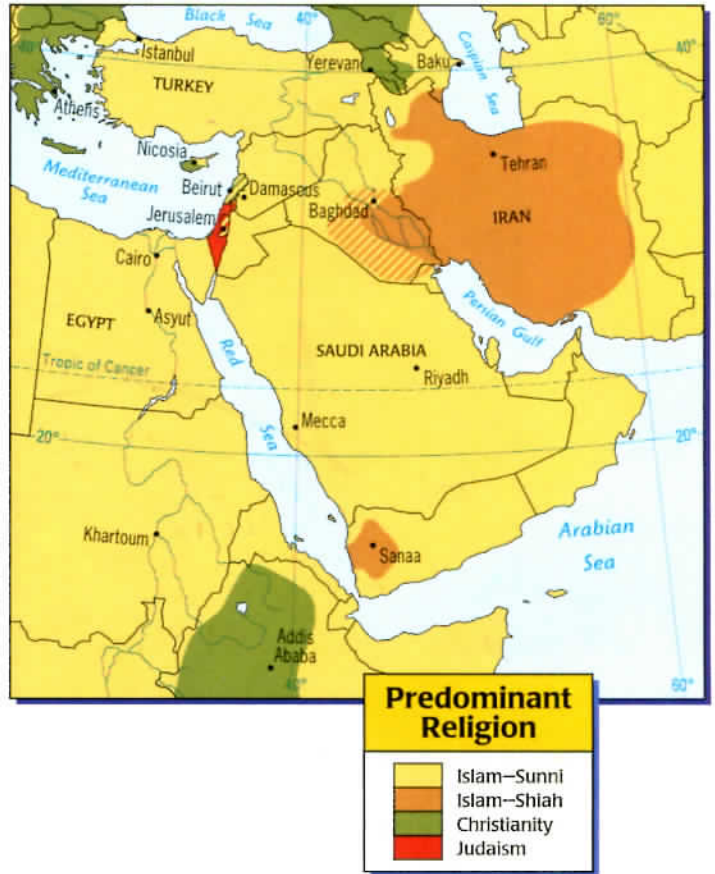 Black Sea
20°
60°
40°
40°
Istanbul
Yerevan
Baku
Caspian Sea
TURKEY
Athens
Nicosia
Tehran
Mediterranean Sea
Beirut
Damascus
Jerusalem
Baghdad
IRAN
Cairo
EGYPT
Asyut
Persian Gulf
SAUDI ARABIA
Red Sea
Tropic of Cancer
Riyadh
Mecca
20°
20°
Khartoum
Sanaa
Arabian Sea
Addis Ababa
40°
60°
Predominant
Religion
Islam–Sunni
Islam--Shiah
Christianity
Judaism